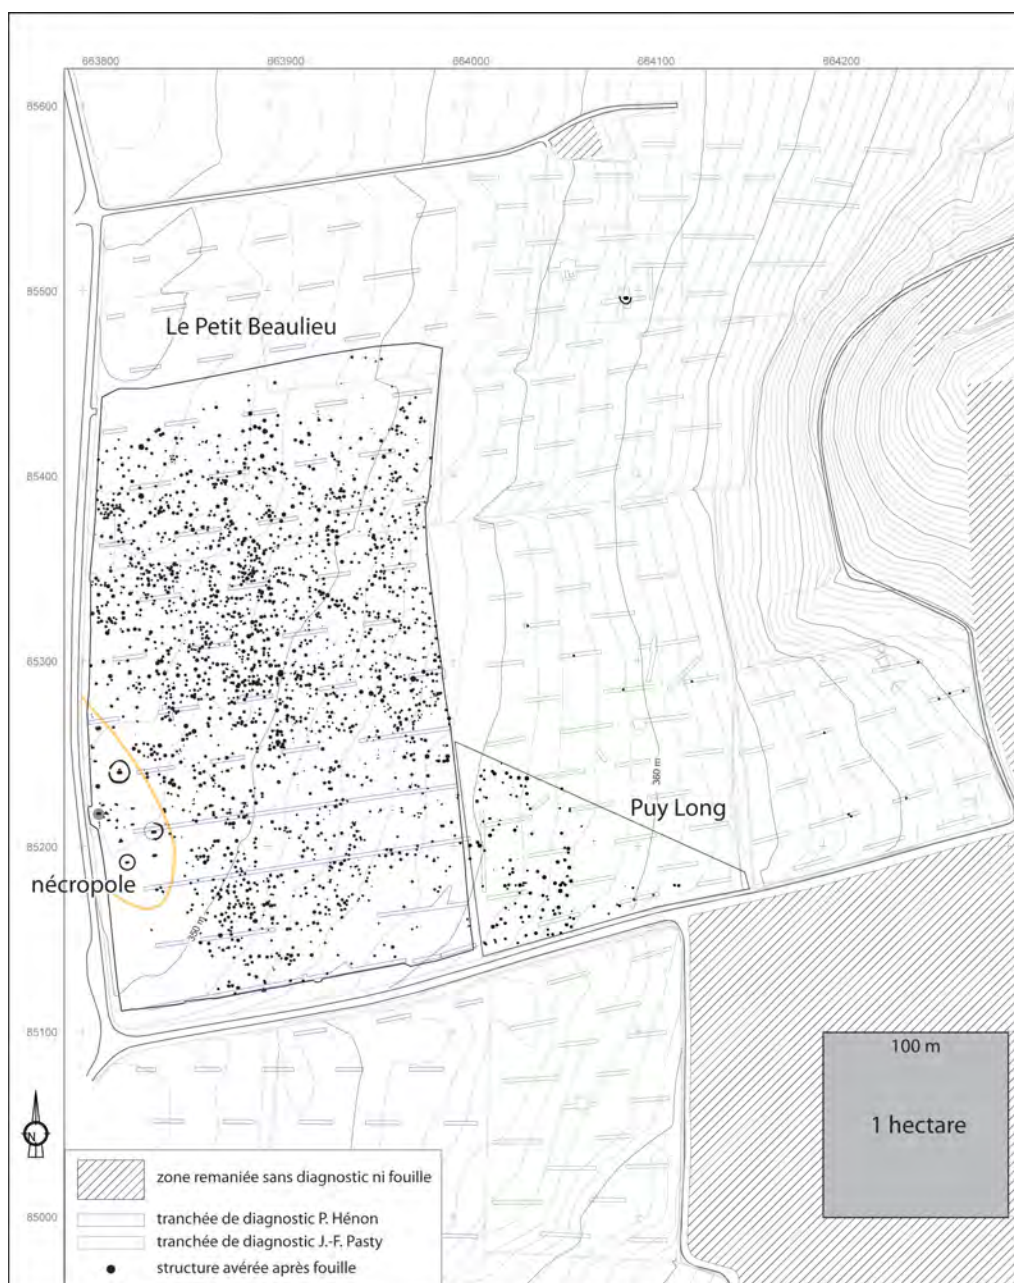 663800 663900 664000 664100 664200
85600
85500
Le Petit Beaulieu
85400
85300
360 m
Puy Long
85200
nécropole
350 m
85100
100 m
1 hectare
N
zone remaniée sans diagnostic ni fouille
tranchée de diagnostic P. Hénon
tranchée de diagnostic J.-F. Pasty
85000
structure avérée après fouille